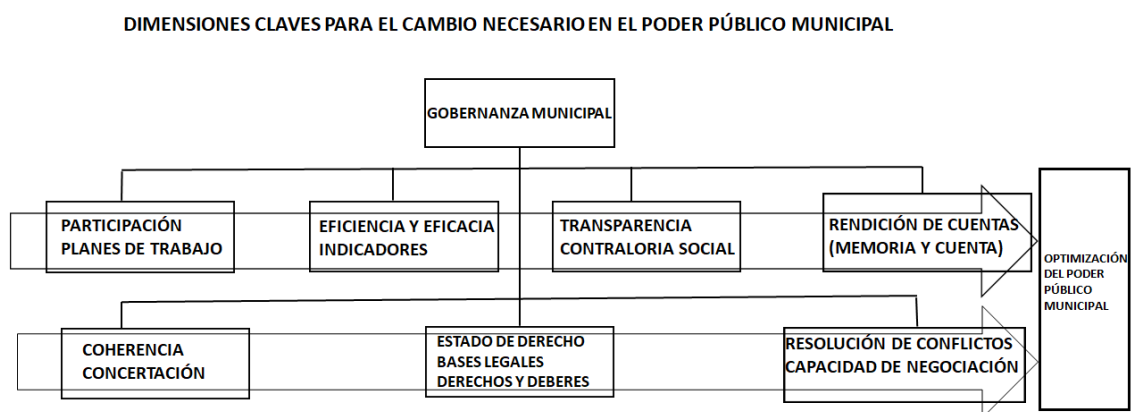 DIMENSIONES CLAVES PARA EL CAMBIO NECESARIO EN EL PODER PÚBLICO MUNICIPAL
GOBERNANZA MUNICIPAL
PARTICIPACIÓN
PLANES DE TRABAJO
EFICIENCIA Y EFICACIA
INDICADORES
TRANSPARENCIA
CONTRALORIA SOCIAL
RENDICIÓN DE CUENTAS
(MEMORIA Y CUENTA)
OPTIMIZACIÓN
DEL PODER
PÚBLICO
MUNICIPAL
COHERENCIA
CONCERTACIÓN
ESTADO DE DERECHO
BASES LEGALES
DERECHOS Y DEBERES
RESOLUCIÓN DE CONFLICTOS
CAPACIDAD DE NEGOCIACIÓN